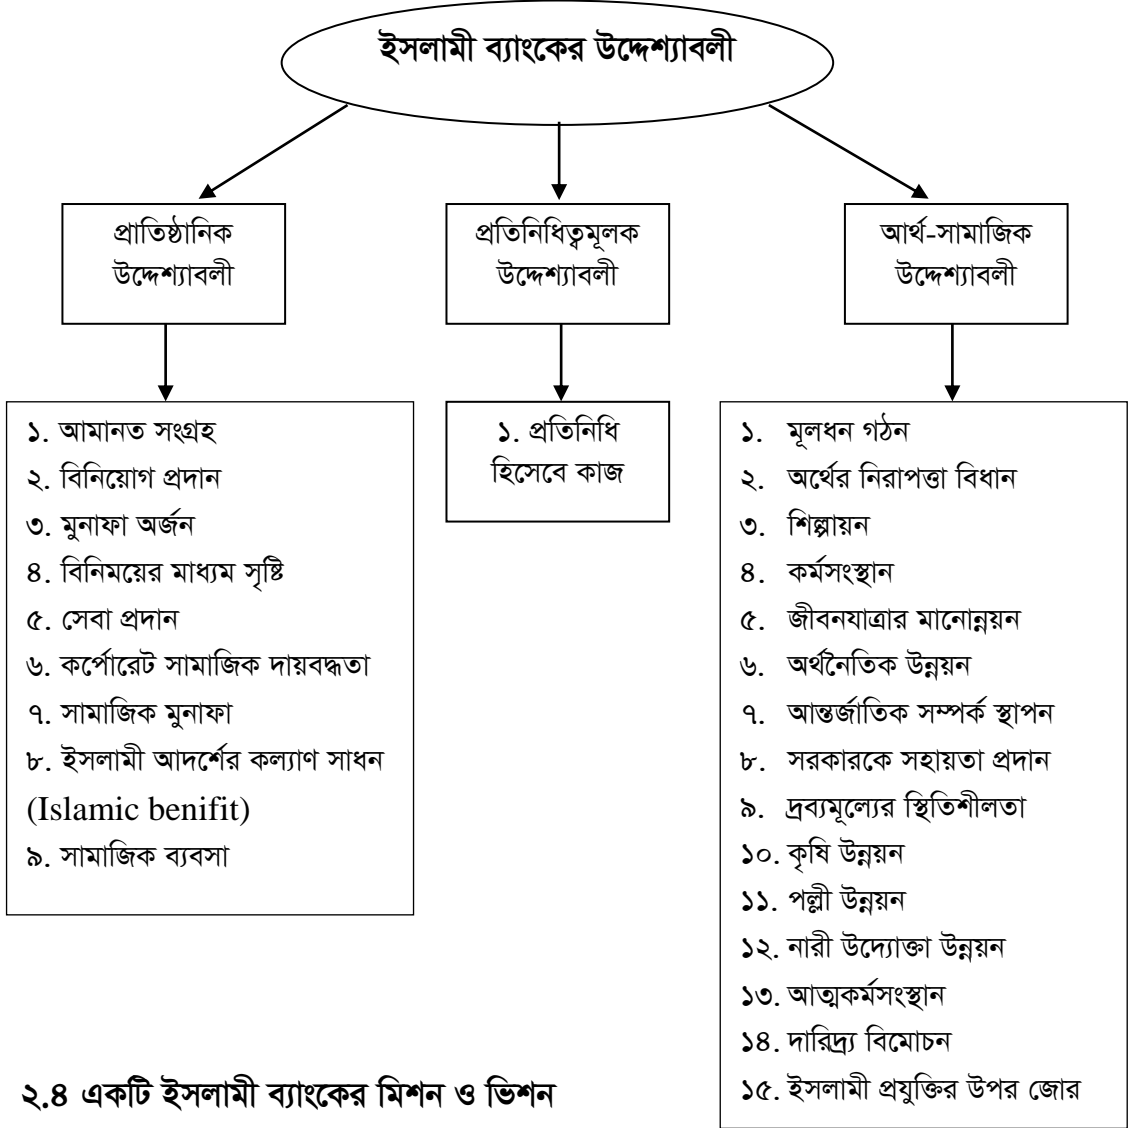 ইসলামী ব্যাংকের উদ্দেশ্যাবলী
প্রাতিষ্ঠানিক
উদ্দেশ্যাবলী
প্রতিনিধিত্বমূলক
উদ্দেশ্যাবলী
আর্থ-সামাজিক
উদ্দেশ্যাবলী
১. আমানত সংগ্রহ
২. বিনিয়োগ প্রদান
৩. মুনাফা অর্জন
৪. বিনিময়ের মাধ্যম সৃষ্টি
৫. সেবা প্রদান
৬. কর্পোরেট সামাজিক দায়বদ্ধতা
৭. সামাজিক মুনাফা
৮. ইসলামী আদর্শের কল্যাণ সাধন
(Islamic benifit)
৯. সামাজিক ব্যবসা
১. প্রতিনিধি
হিসেবে কাজ
১. মূলধন গঠন
২. অর্থের নিরাপত্তা বিধান
৩. শিল্পায়ন
৪. কর্মসংস্থান
৫. জীবনযাত্রার মানোন্নয়ন
৬. অর্থনৈতিক উন্নয়ন
৭. আন্তর্জাতিক সম্পর্ক স্থাপন
৮. সরকারকে সহায়তা প্রদান
৯. দ্রব্যমূল্যের স্থিতিশীলতা
১০. কৃষি উন্নয়ন
১১. পল্লী উন্নয়ন
১২. নারী উদ্যোক্তা উন্নয়ন
১৩. আত্মকর্মসংস্থান
১৪. দারিদ্র্য বিমোচন
১৫. ইসলামী প্রযুক্তির উপর জোর
২.৪ একটি ইসলামী ব্যাংকের মিশন ও ভিশন